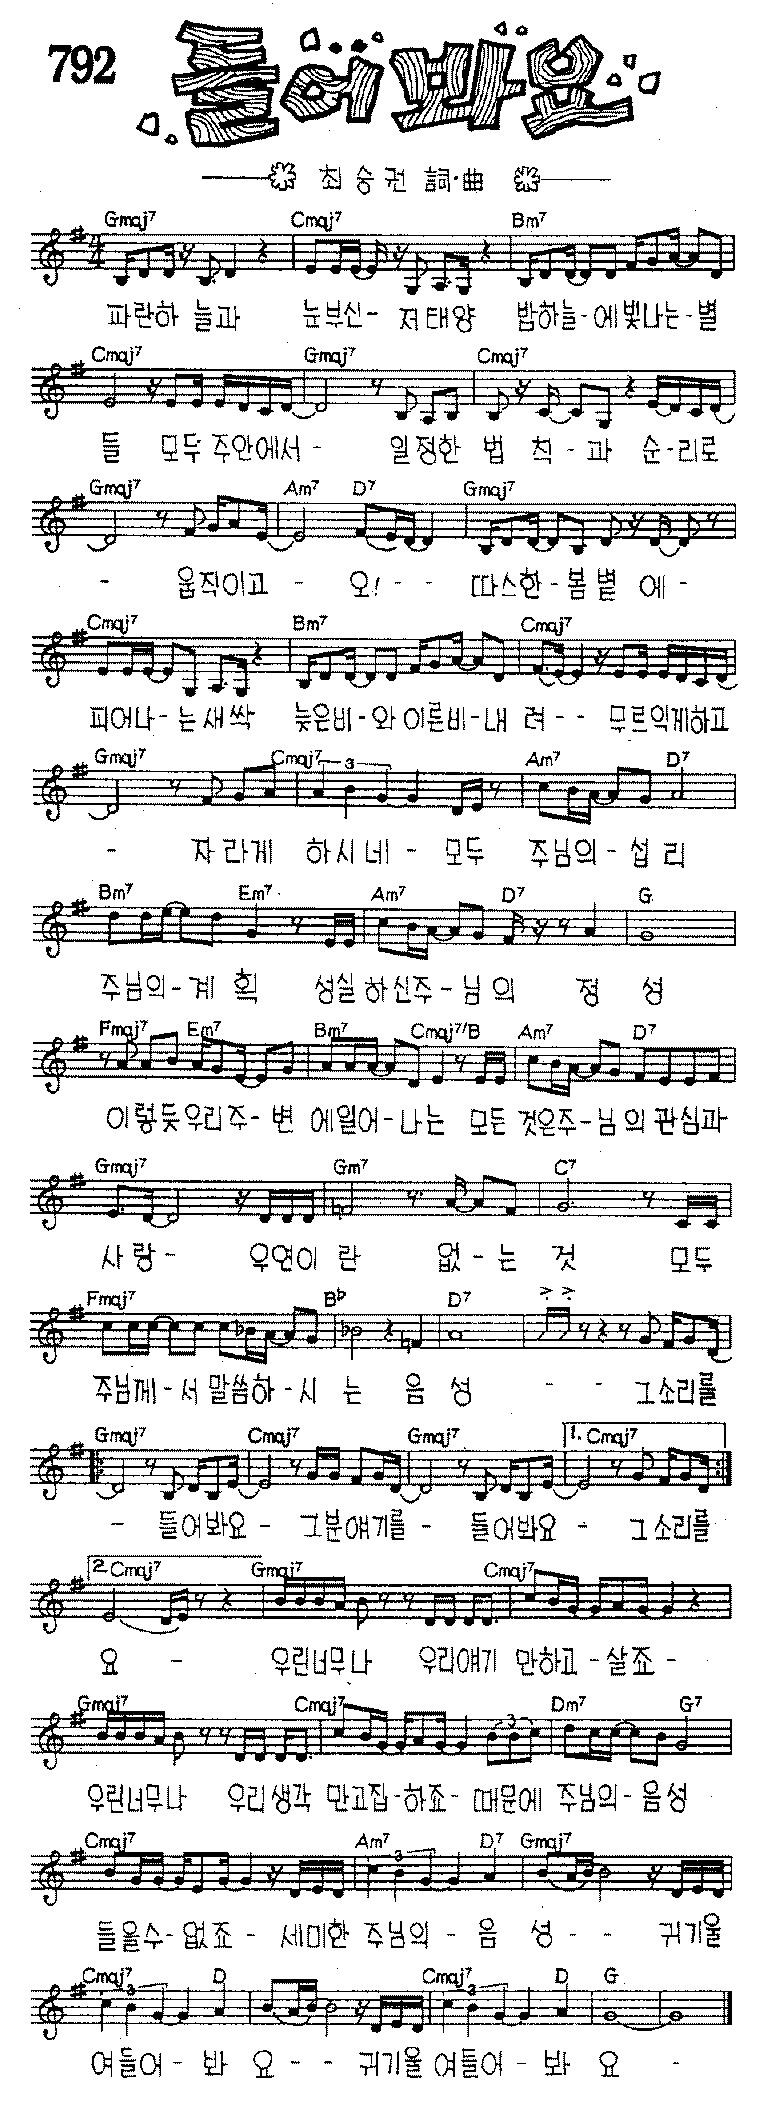 792
들어봐요
최승권 詞·曲
Gmaj7 Cmaj7 Bm7
파란하 늘과 눈부신- 저태양 밤하늘-에빛나는-별
Cmaj7 Gmaj7 Cmaj7
들 모두 주안에서- 일정한 법 칙-과 순-리로
Gmaj7 Am7 D7 Gmaj7
- 움직이고 - 오!-- 따스한-봄볕 에-
Cmaj7 Bm7 Cmaj7
피어나-는새싹 늦은비-와이른비-내 려-- 무르익게하고
Gmaj7 Cmaj7 3 Am7 D7
- 자라게 하시네- 모두 주님의-섭리
Bm7 Em7 Am7 D7 G
주님의-계획 성실하신주-님의 정 성
Fmaj7 Em7 Bm7 Cmaj7/B Am7 D7
이렇듯우리주-변 에일어-나는 모든 것은주-님의관심과
Gmaj7 Gm7 C7
사랑- 우연이란 없-는 것 모두
Fmaj7 Bb D7
주님께-서 말씀하-시 는 음 성 - - 그소리를
Gmaj7 Cmaj7 Gmaj7 1. Cmaj7
- 들어봐요- 그분얘기를- 들어봐요- 그소리를
2. Cmaj7 Gmaj7 Cmaj7
요 - 우린너무나 우리얘기 만하고-살죠-
Gmaj7 Cmaj7 3 Dm7 G7
우린너무나 우리생각 만고집-하죠- 때문에 주님의-음성
Cmaj7 Am7 3 D7 Gmaj7
들을수-없죠- 세미한 주님의- 음 성-- 귀기울
Cmaj7 3 D Cmaj7 3 D G
여들어-봐 요-- 귀기울여들어-봐 요 -